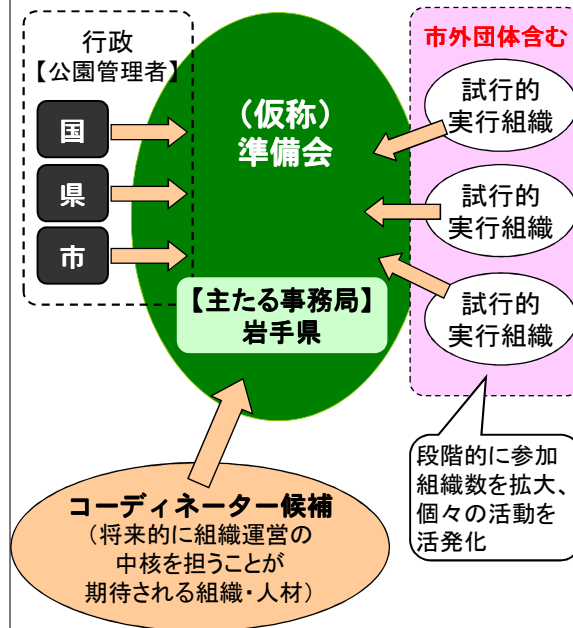 行政
【公園管理者】
国
県
市
(仮称)
準備会
【主たる事務局】
岩手県
市外団体含む
試行的
実行組織
試行的
実行組織
試行的
実行組織
段階的に参加
組織数を拡大、
個々の活動を
活発化
コーディネーター候補
(将来的に組織運営の
中核を担うことが
期待される組織・人材)